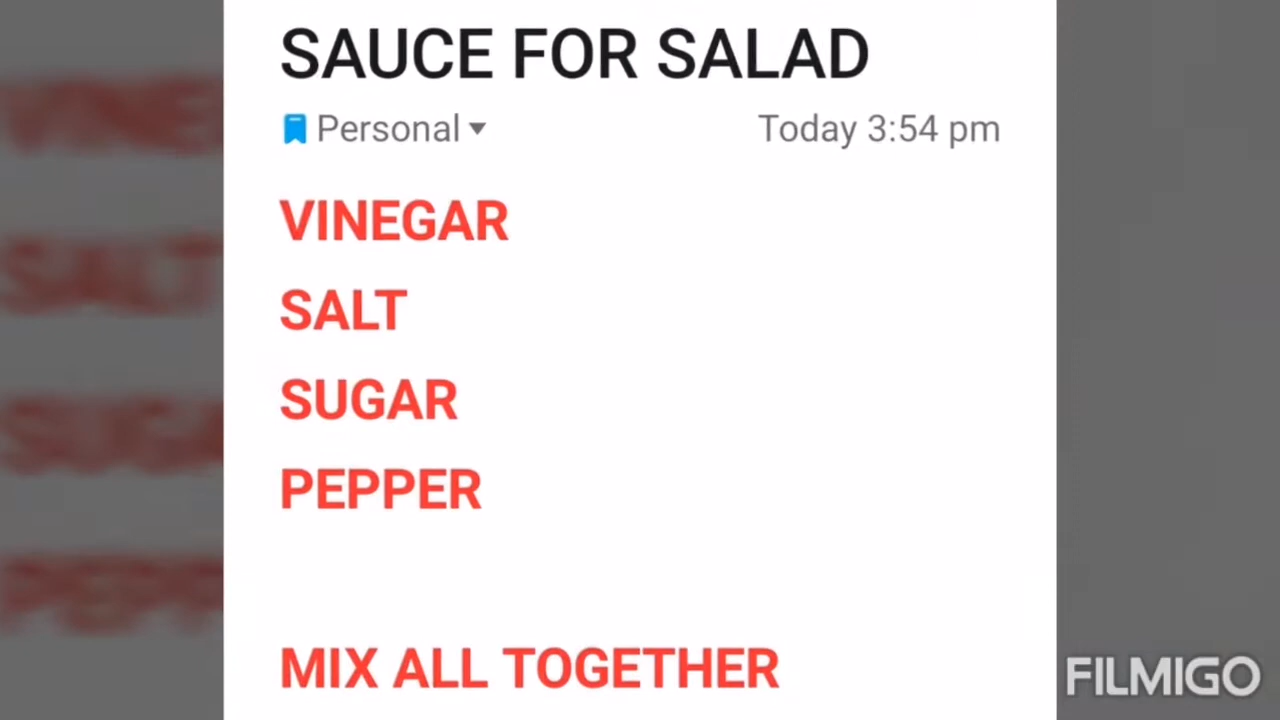 SAUCE FOR SALAD
Personal Today 3:54 pm
VINEGAR
SALT
SUGAR
PEPPER
MIX ALL TOGETHER
FILMIGO